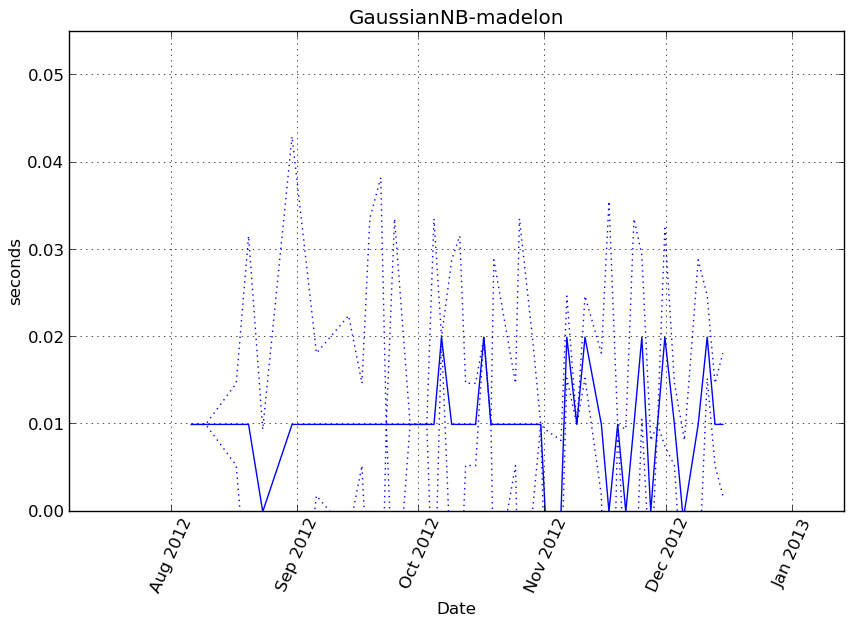 GaussianNB-madelon
0.05
0.04
0.03
0.02
0.01
0.00
seconds
Aug 2012
Sep 2012
Oct 2012
Nov 2012
Dec 2012
Jan 2013
Date